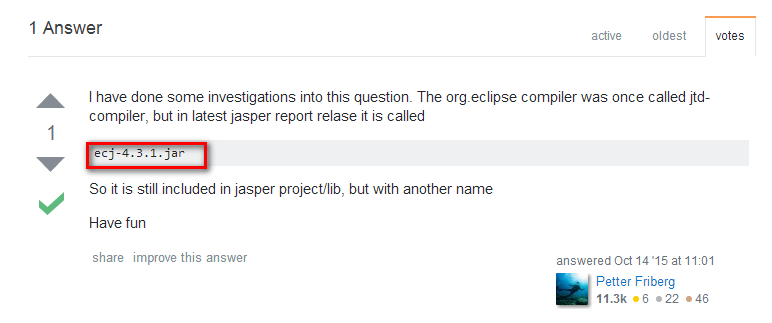 1 Answer
active oldest votes
I have done some investigations into this question. The org.eclipse compiler was once called jtd-
compiler, but in latest jasper report relase it is called
1
ecj-4.3.1.jar
So it is still included in jasper project/lib, but with another name
Have fun
share improve this answer
answered Oct 14 '15 at 11:01
Petter Friberg
11.3k 6 22 46